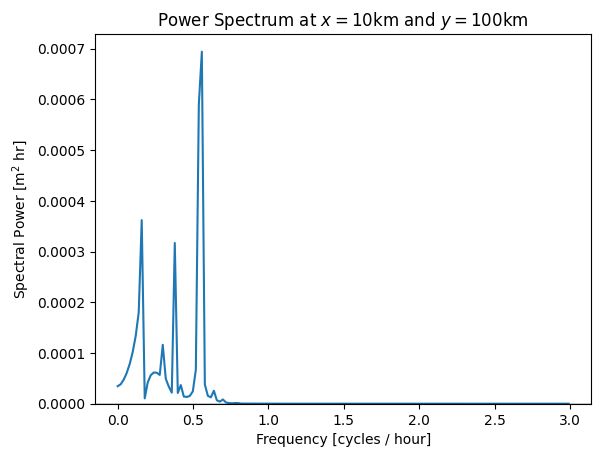 Power Spectrum at x = 10km and y = 100km
Spectral Power [m² hr]
0.0007
0.0006
0.0005
0.0004
0.0003
0.0002
0.0001
0.0000
0.0 0.5 1.0 1.5 2.0 2.5 3.0
Frequency [cycles / hour]